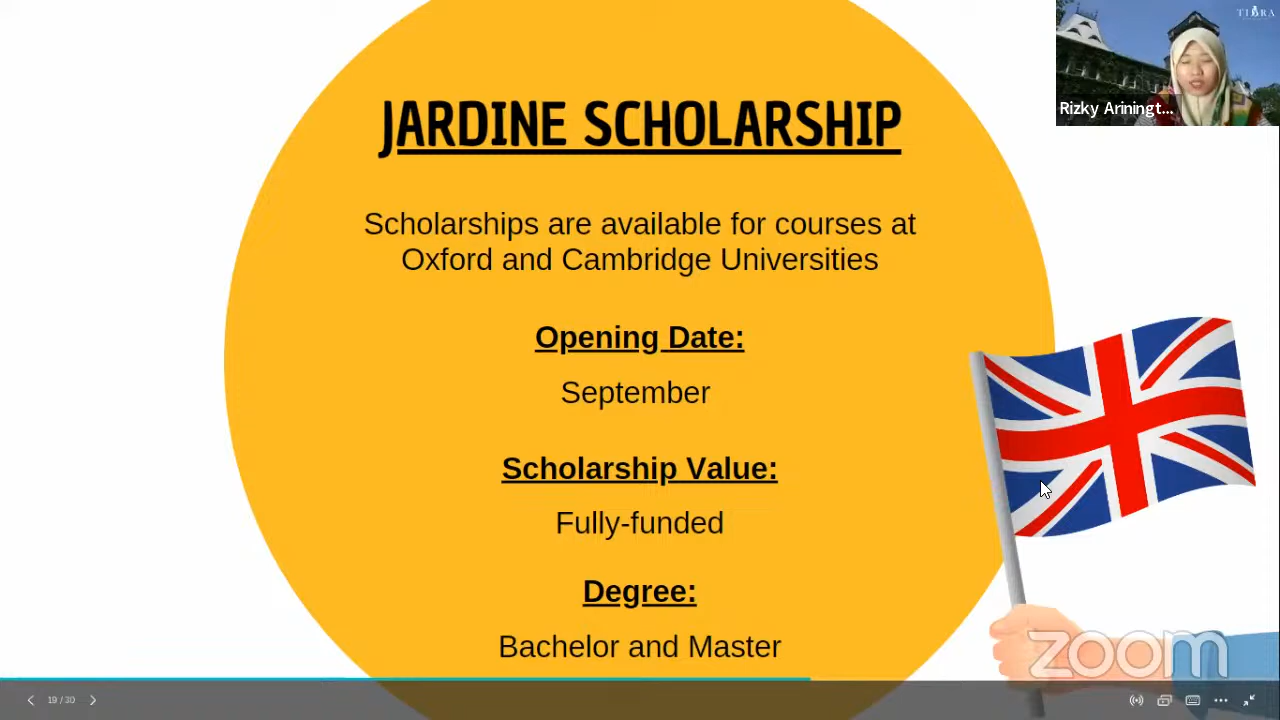 JARDINE SCHOLARSHIP
Scholarships are available for courses at
Oxford and Cambridge Universities
Opening Date:
September
Scholarship Value:
Fully-funded
Degree:
Bachelor and Master
TIARA
Rizky Ariningt...
zoom
19 / 30